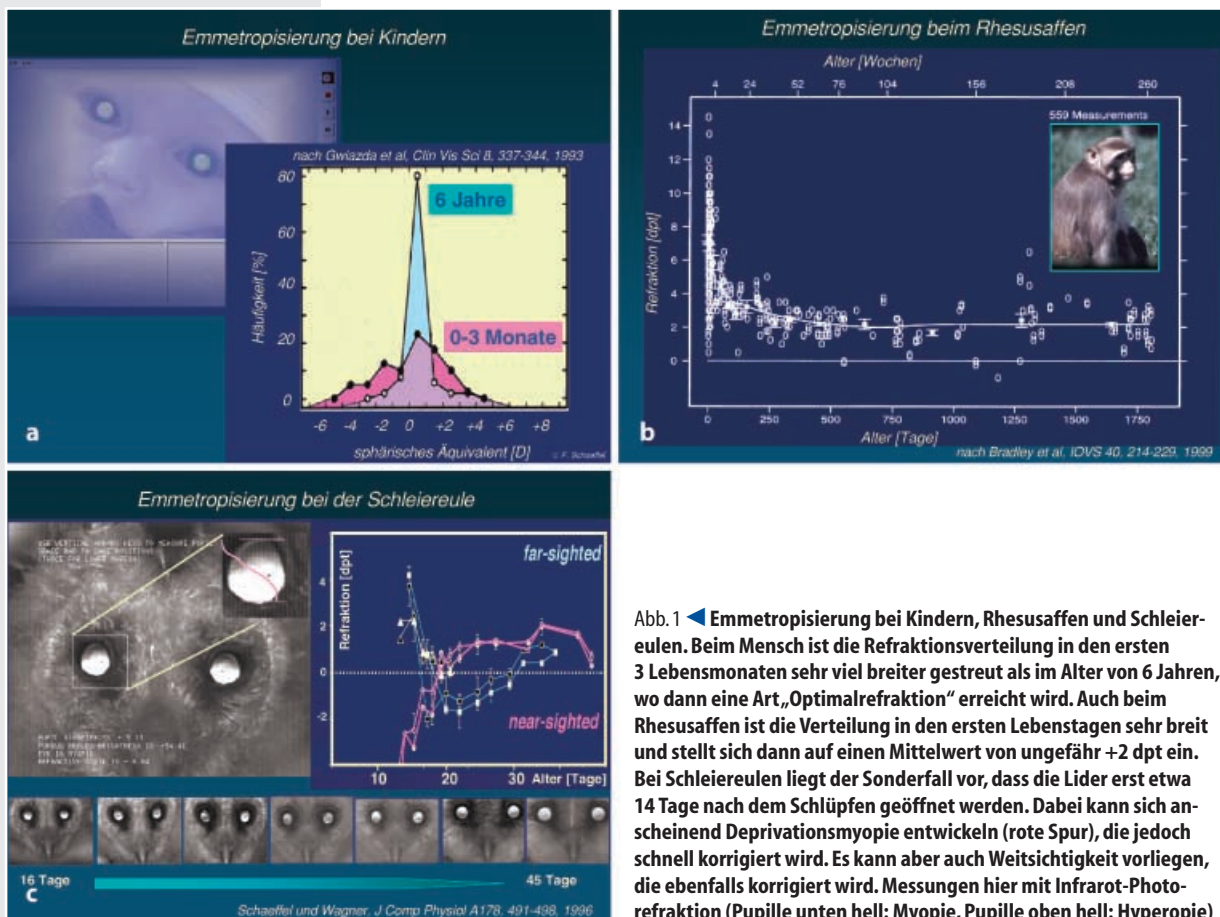 Emmetropisierung bei Kindern
nach Gwiazda et al, Clin Vis Sci 8, 337-344, 1993
80
60
40
20
0
Häufigkeit [%]
6 Jahre
0-3 Monate
-6 -4 -2 0 +2 +4 +6 +8
sphärisches Äquivalent [D]
© F. Schaeffel
a
Emmetropisierung beim Rhesusaffen
Alter [Wochen]
4 24 52 76 104 156 208 260
559 Measurements
14
12
10
8
6
4
2
0
Refraktion [dpt]
0 250 500 750 1000 1250 1500 1750
Alter [Tage]
b
nach Bradley et al, IOVS 40, 214-229, 1999
Emmetropisierung bei der Schleiereule
Refraktion [dpt]
far-sighted
4
2
0
-2
near-sighted
10 20 30 Alter [Tage]
16 Tage
45 Tage
c
Schaeffel und Wagner, J Comp Physiol A178, 491-498, 1996
Abb. 1 ◀ Emmetropisierung bei Kindern, Rhesusaffen und Schleier-
eulen. Beim Mensch ist die Refraktionsverteilung in den ersten
3 Lebensmonaten sehr viel breiter gestreut als im Alter von 6 Jahren,
wo dann eine Art „Optimalrefraktion“ erreicht wird. Auch beim
Rhesusaffen ist die Verteilung in den ersten Lebenstagen sehr breit
und stellt sich dann auf einen Mittelwert von ungefähr +2 dpt ein.
Bei Schleiereulen liegt der Sonderfall vor, dass die Lider erst etwa
14 Tage nach dem Schlüpfen geöffnet werden. Dabei kann sich an-
scheinend Deprivationsmyopie entwickeln (rote Spur), die jedoch
schnell korrigiert wird. Es kann aber auch Weitsichtigkeit vorliegen,
die ebenfalls korrigiert wird. Messungen hier mit Infrarot-Photo-
refraktion (Pupille unten hell: Myopie, Pupille oben hell: Hyperopie)